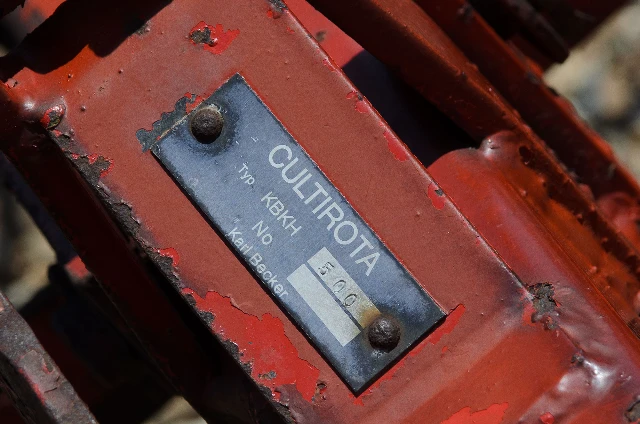 CULTIROTA
Typ. KBKH
No 500
Karl Becker